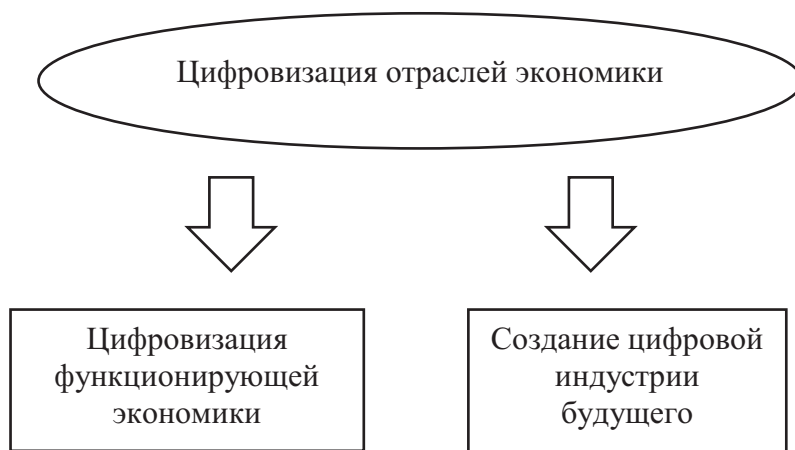 Цифровизация отраслей экономики
Цифровизация
функционирующей
экономики
Создание цифровой
индустрии
будущего